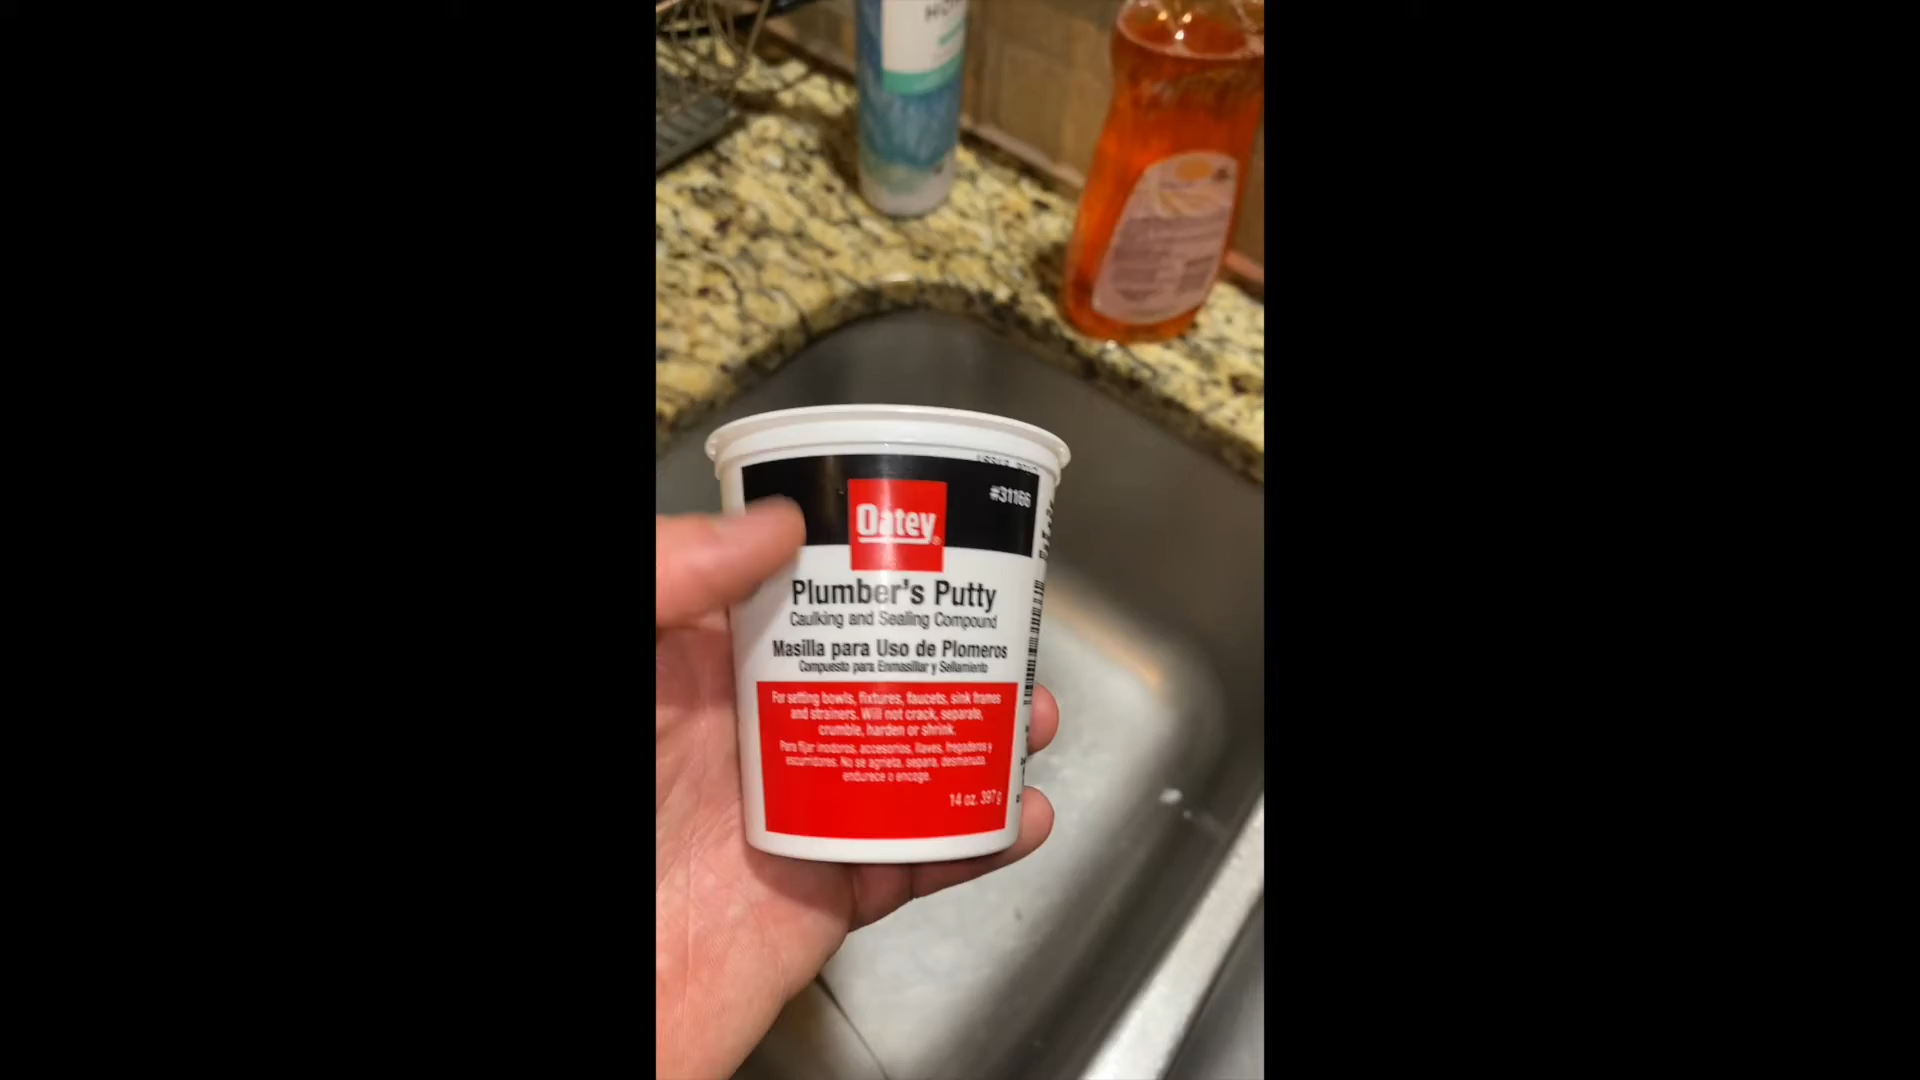 #31166
Oatey
Plumber's Putty
Caulking and Sealing Compound
Masilla para Uso de Plomeros
Compuesto para Enmasillar y Sellamiento
For setting bowls, fixtures, faucets, sink frames
and strainers. Will not crack, separate,
crumble, harden or shrink.
Para fijar inodoros, accesorios, llaves, fregaderos y
escurridores. No se agrieta, separa, desmenuza,
endurece o encoge.
14 oz. 397 g